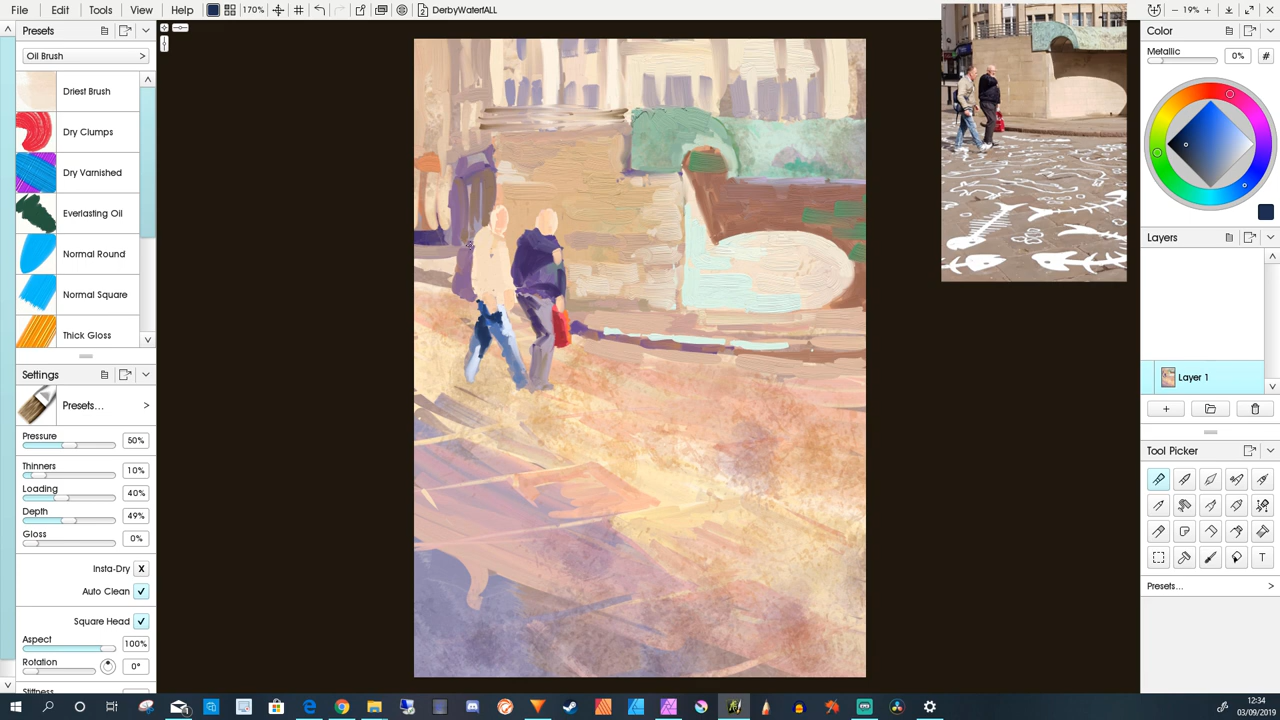 File Edit Tools View Help 170% DerbyWatertALL 19%
Presets
Oil Brush >
Driest Brush
Dry Clumps
Dry Varnished
Everlasting Oil
Normal Round
Normal Square
Thick Gloss
Settings
Presets... >
Pressure 50%
Thinners 10%
Loading 40%
Depth 49%
Gloss 0%
Insta-Dry X
Auto Clean
Square Head
Aspect 100%
Rotation 0°
Stiffness
Color
Metallic
0% #
Layers
Layer 1
Tool Picker
T
Presets... >
12:34
03/09/2019